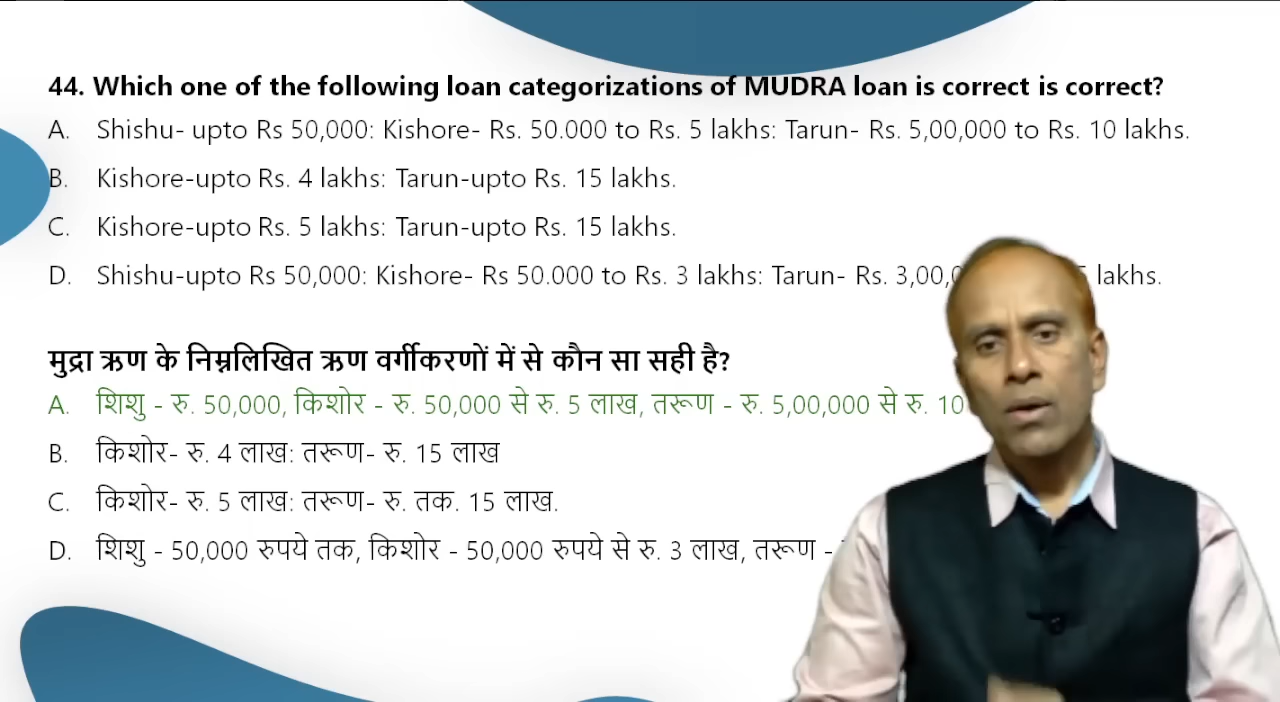 44. Which one of the following loan categorizations of MUDRA loan is correct is correct?
A. Shishu- upto Rs 50,000: Kishore- Rs. 50.000 to Rs. 5 lakhs: Tarun- Rs. 5,00,000 to Rs. 10 lakhs.
B. Kishore-upto Rs. 4 lakhs: Tarun-upto Rs. 15 lakhs.
C. Kishore-upto Rs. 5 lakhs: Tarun-upto Rs. 15 lakhs.
D. Shishu-upto Rs 50,000: Kishore- Rs 50.000 to Rs. 3 lakhs: Tarun- Rs. lakhs.
मुद्रा ऋण के निम्नलिखित ऋण वर्गीकरणों में से कौन सा सही है?
A. शिशु - रु. 50,000, किशोर - रु. 50,000 से रु. 5 लाख, तरूण - रु. 5,00,000 से रु. 10
B. किशोर- रु. 4 लाख: तरूण- रु. 15 लाख
C. किशोर- रु. 5 लाख: तरूण- रु. तक. 15 लाख.
D. शिशु - 50,000 रुपये तक, किशोर - 50,000 रुपये से रु. 3 लाख, तरूण -